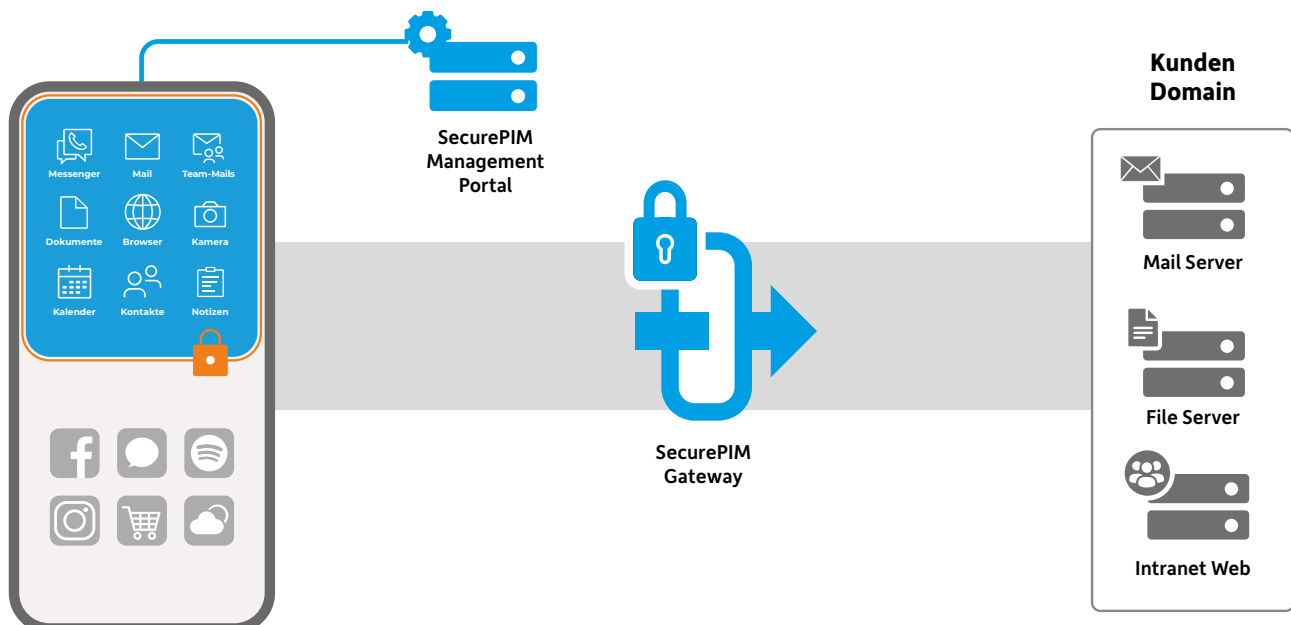 Kunden
Domain
SecurePIM
Management
Portal
Messenger
Mail
Team-Mails
Dokumente
Browser
Kamera
Kalender
Kontakte
Notizen
Mail Server
File Server
SecurePIM
Gateway
Intranet Web